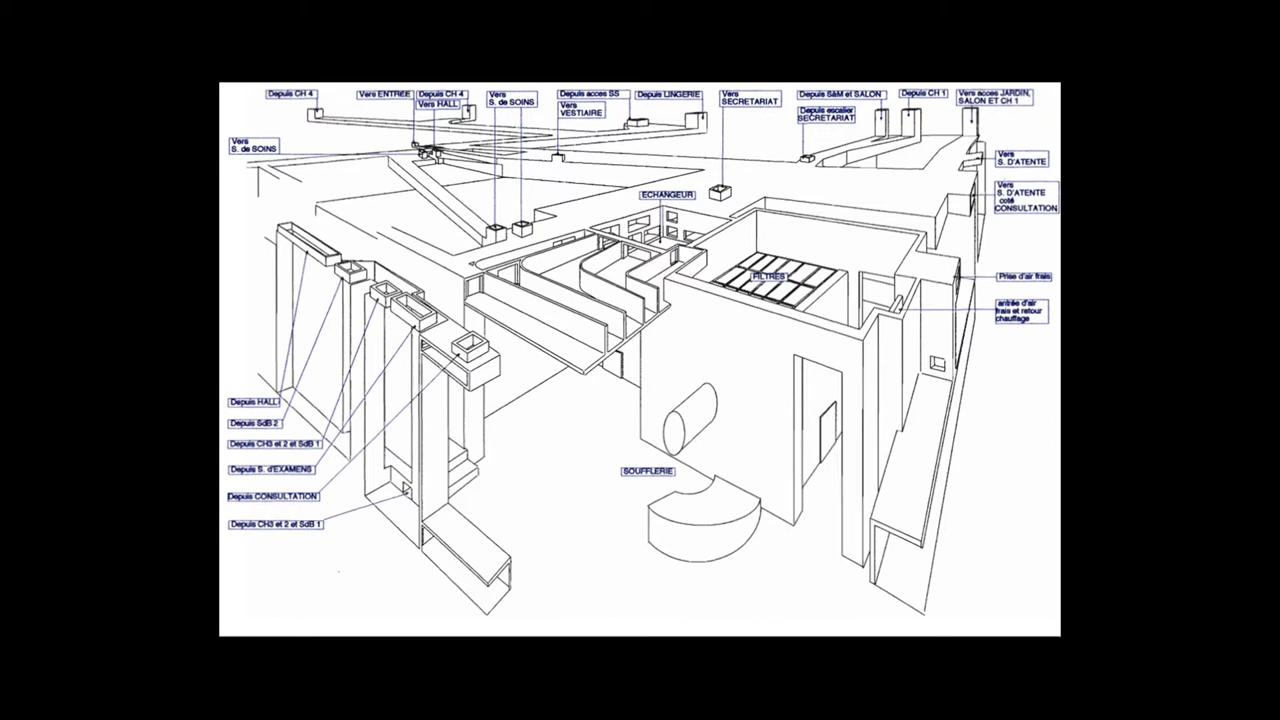 Depuis CH 4
Vers ENTREE
Depuis CH 4
Vers HALL
Vers
S. de SOINS
Depuis acces SS
Vers
VESTIAIRE
Depuis LINGERIE
Vers
SECRETARIAT
Depuis SàM et SALON
Depuis escalier
SECRETARIAT
Depuis CH 1
Vers acces JARDIN,
SALON ET CH 1
Vers
S. de SOINS
Vers
S. D'ATENTE
Vers
S. D'ATENTE
coté
CONSULTATION
ECHANGEUR
FILTRES
Prise d'air frais
antrée d'air
frais et retour
chauffage
Depuis HALL
Depuis SdB 2
Depuis CH3 et 2 et SdB 1
Depuis S. d'EXAMENS
Depuis CONSULTATION
Depuis CH3 et 2 et SdB 1
SOUFFLERIE